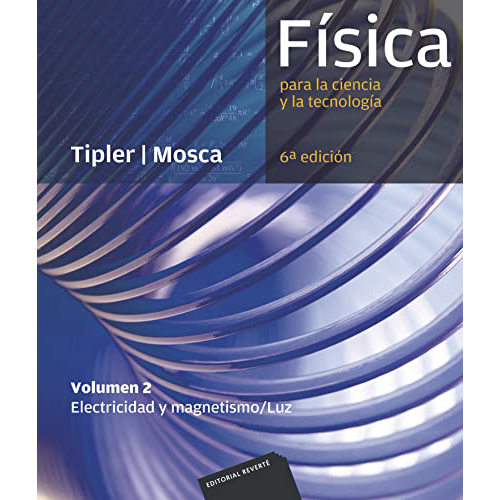 Física
para la ciencia
y la tecnología
Tipler | Mosca
6ª edición
Volumen 2
Electricidad y magnetismo/Luz
EDITORIAL REVERTÉ